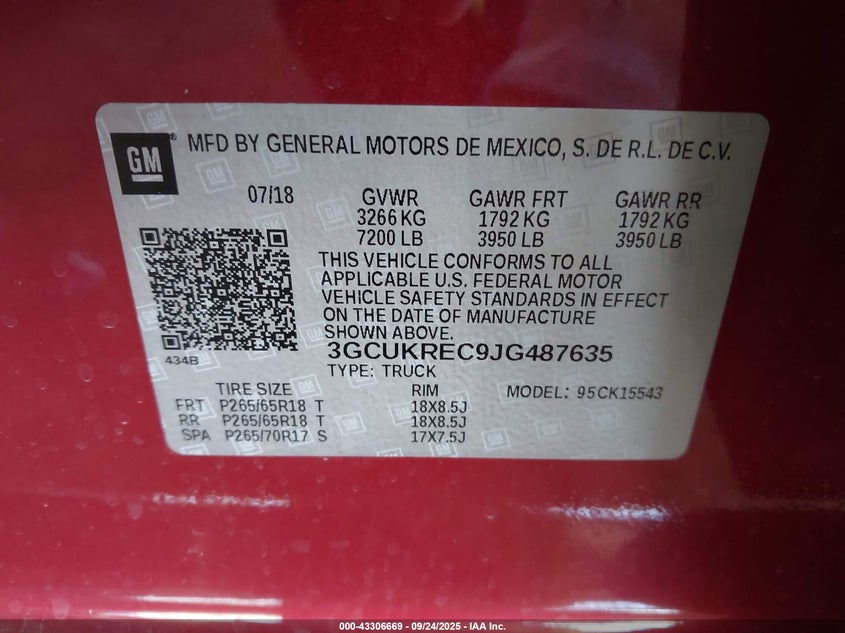 GM
MFD BY GENERAL MOTORS DE MEXICO, S. DE R.L. DE C.V.
07/18 GVWR GAWR FRT GAWR RR
3266 KG 1792 KG 1792 KG
7200 LB 3950 LB 3950 LB
THIS VEHICLE CONFORMS TO ALL
APPLICABLE U.S. FEDERAL MOTOR
VEHICLE SAFETY STANDARDS IN EFFECT
ON THE DATE OF MANUFACTURE
SHOWN ABOVE.
434B
3GCUKREC9JG487635
TYPE: TRUCK
TIRE SIZE RIM MODEL: 95CK15543
FRT P265/65R18 T 18X8.5J
RR P265/65R18 T 18X8.5J
SPA P265/70R17 S 17X7.5J
000-43306669 - 09/24/2025 - IAA Inc.